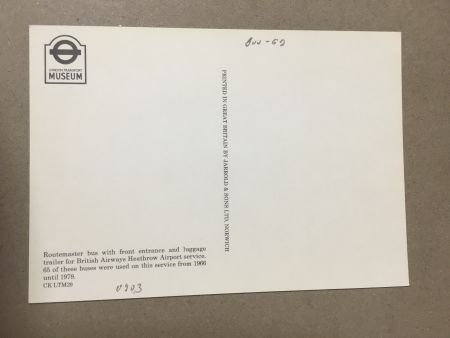 LONDON TRANSPORT
MUSEUM
PRINTED IN GREAT BRITAIN BY JARROLD & SONS LTD, NORWICH
Routemaster bus with front entrance and luggage
trailer for British Airways Heathrow Airport service.
65 of these buses were used on this service from 1966
until 1979.
CK LTM29